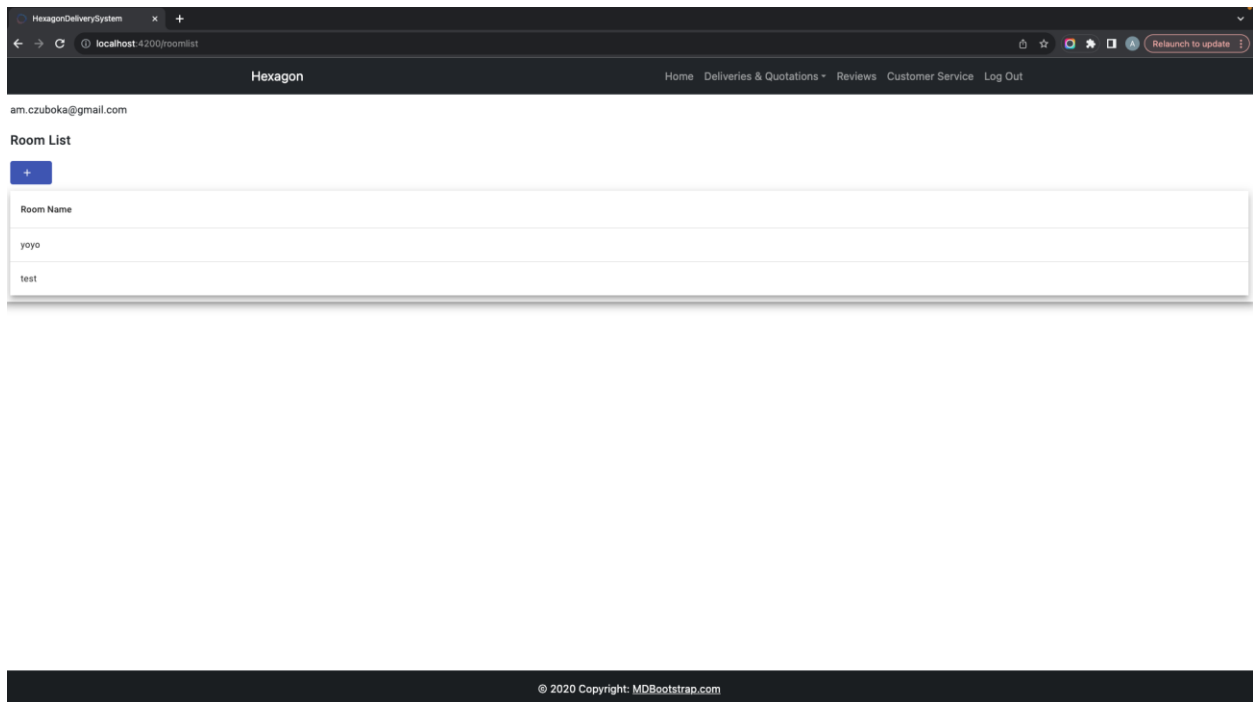 HexagonDeliverySystem
localhost:4200/roomlist
A Relaunch to update
Hexagon Home Deliveries & Quotations Reviews Customer Service Log Out
am.czuboka@gmail.com
Room List
+
Room Name
yoyo
test
© 2020 Copyright: MDBootstrap.com